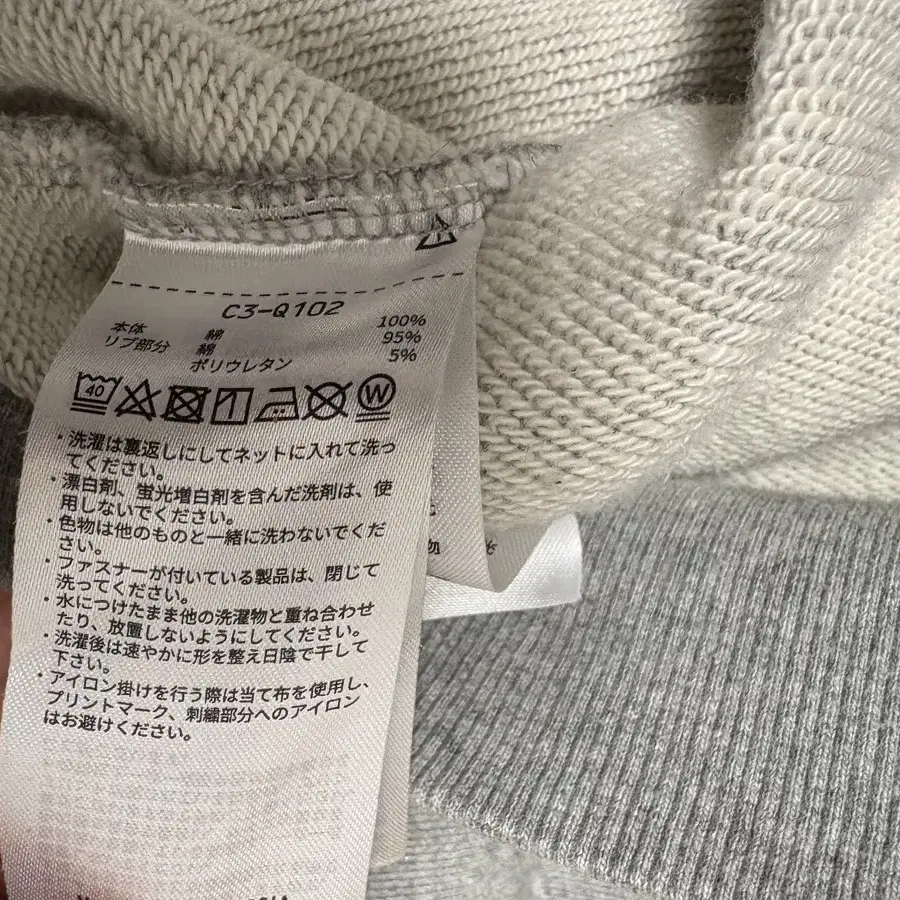 C3-Q102
本体 綿 100%
リブ部分 綿 95%
ポリウレタン 5%
40 W
・洗濯は裏返しにしてネットに入れて洗っ
てください。
・漂白剤、蛍光増白剤を含んだ洗剤は、使
用しないでください。
・色物は他のものと一緒に洗わないでくだ
さい。
・ファスナーが付いている製品は、閉じて
洗ってください。
・水につけたまま他の洗濯物と重ね合わせ
たり、放置しないようにしてください。
・洗濯後は速やかに形を整え日陰で干して
下さい。
・アイロン掛けを行う際は当て布を使用し、
プリントマーク、刺繍部分へのアイロン
はお避けください。
物